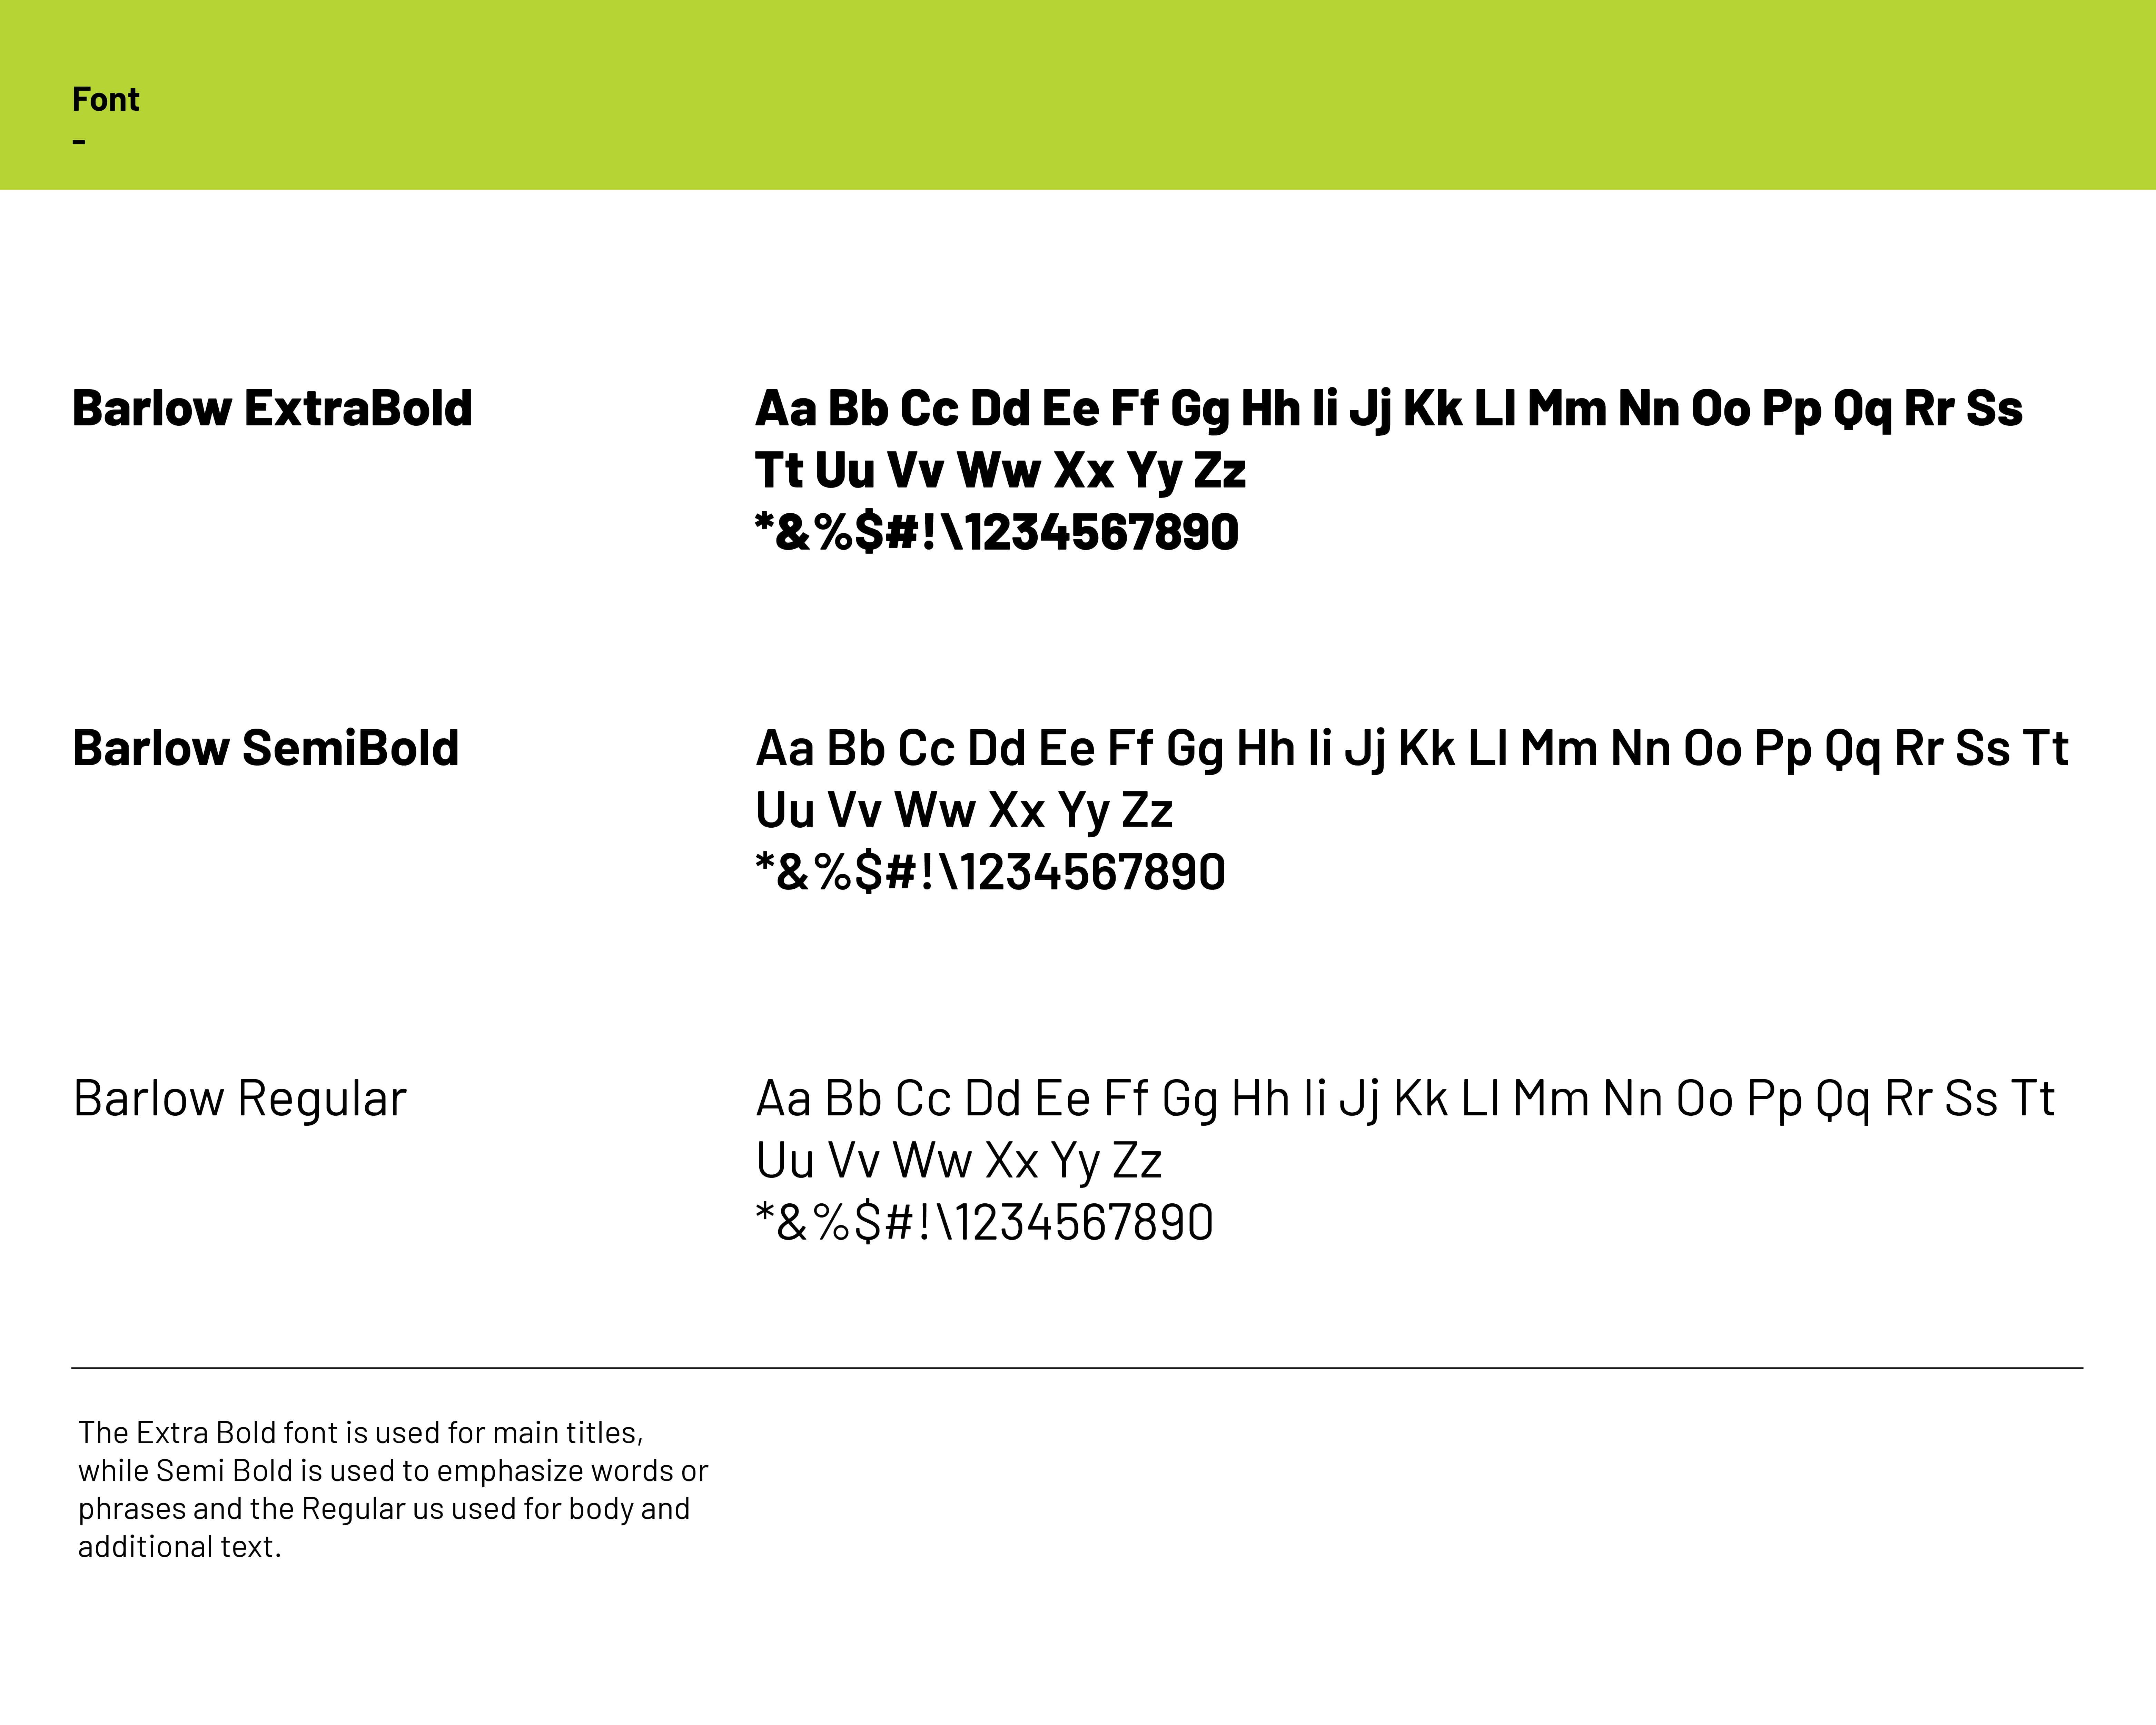 Font
-
Barlow ExtraBold
Aa Bb Cc Dd Ee Ff Gg Hh Ii Jj Kk Ll Mm Nn Oo Pp Qq Rr Ss
Tt Uu Vv Ww Xx Yy Zz
*&%$#!\1234567890
Barlow SemiBold
Aa Bb Cc Dd Ee Ff Gg Hh Ii Jj Kk Ll Mm Nn Oo Pp Qq Rr Ss Tt
Uu Vv Ww Xx Yy Zz
*&%$#!\1234567890
Barlow Regular
Aa Bb Cc Dd Ee Ff Gg Hh Ii Jj Kk Ll Mm Nn Oo Pp Qq Rr Ss Tt
Uu Vv Ww Xx Yy Zz
*&%$#!\1234567890
The Extra Bold font is used for main titles,
while Semi Bold is used to emphasize words or
phrases and the Regular us used for body and
additional text.